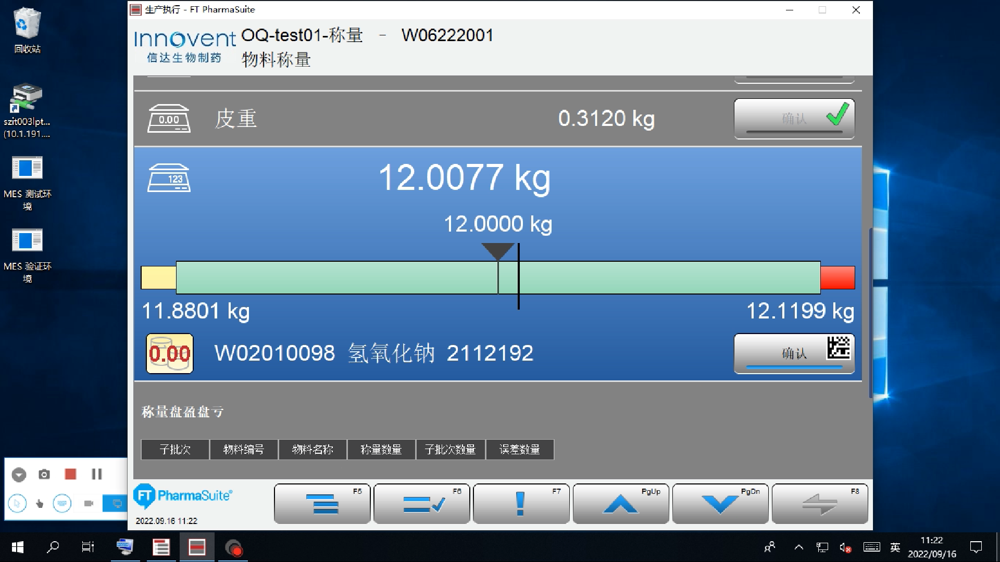 生产执行 - FT PharmaSuite
回收站
Innovent
信达生物制药
OQ-test01-称量 - W06222001
物料称量
szit003lpt...
(10.1.191....
0.00
皮重
0.3120 kg
确认
MES 测试环
境
123
12.0077 kg
12.0000 kg
MES 验证环
境
11.8801 kg
12.1199 kg
0.00
W02010098 氢氧化钠 2112192
确认
称量盘盈盘亏
子批次 物料编号 物料名称 称量数量 子批次数量 误差数量
FT PharmaSuite®
2022.09.16 11:22
F5
F6
F7
PgUp
PgDn
F8
英
11:22
2022/09/16